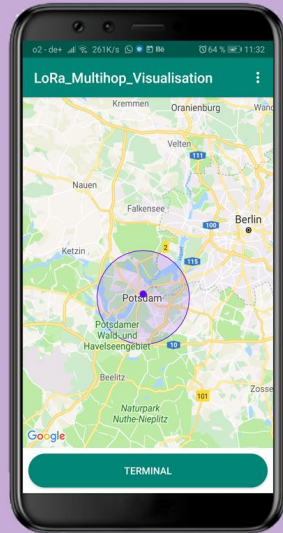 o2 - de+ 261K/s 64 % 11:32
LoRa_Multihop_Visualisation
Kremmen
Oranienburg
Wand
Velten
111
Nauen
Falkensee
100
Berlin
2
Ketzin
115
Potsdam
Potsdamer
Wald- und
Havelseengebiet
10
Beelitz
101
Zosse
Naturpark
Nuthe-Nieplitz
Google
TERMINAL